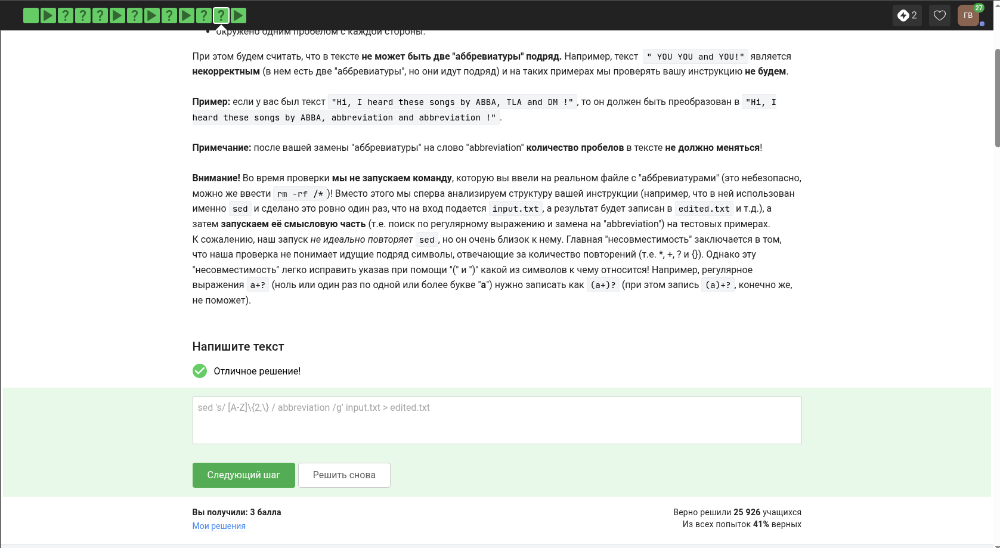 ? ? ? ? ? ? ?
2
ГВ
27
окружено одним пробелом с каждой стороны.
При этом будем считать, что в тексте не может быть две "аббревиатуры" подряд. Например, текст " YOU YOU and YOU!" является
некорректным (в нем есть две "аббревиатуры", но они идут подряд) и на таких примерах мы проверять вашу инструкцию не будем.
Пример: если у вас был текст "Hi, I heard these songs by ABBA, TLA and DM !", то он должен быть преобразован в "Hi, I
heard these songs by ABBA, abbreviation and abbreviation !".
Примечание: после вашей замены "аббревиатуры" на слово "abbreviation" количество пробелов в тексте не должно меняться!
Внимание! Во время проверки мы не запускаем команду, которую вы ввели на реальном файле с "аббревиатурами" (это небезопасно,
можно же ввести rm -rf /*)! Вместо этого мы сперва анализируем структуру вашей инструкции (например, что в ней использован
именно sed и сделано это ровно один раз, что на вход подается input.txt, а результат будет записан в edited.txt и т.д.), а
затем запускаем её смысловую часть (т.е. поиск по регулярному выражению и замена на "abbreviation") на тестовых примерах.
К сожалению, наш запуск не идеально повторяет sed, но он очень близок к нему. Главная "несовместимость" заключается в том,
что наша проверка не понимает идущие подряд символы, отвечающие за количество повторений (т.е. *, +, ? и {}). Однако эту
"несовместимость" легко исправить указав при помощи "(" и ")" какой из символов к чему относится! Например, регулярное
выражения a+? (ноль или один раз по одной или более букве "a") нужно записать как (a+)? (при этом запись (a)+?, конечно же,
не поможет).
Напишите текст
Отличное решение!
sed 's/ [A-Z]\{2,\} / abbreviation /g' input.txt > edited.txt
Следующий шаг
Решить снова
Вы получили: 3 балла
Мои решения
Верно решили 25 926 учащихся
Из всех попыток 41% верных